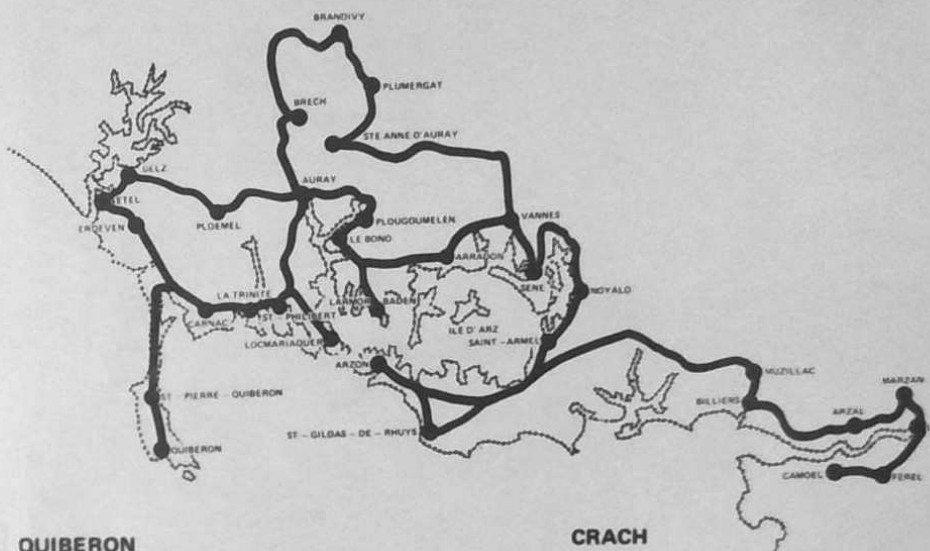 BRANDIVY
PLUMERGAT
BRECH
STE ANNE D'AURAY
BELZ
AURAY
ETEL
PLOUGOUMELEN
VANNES
ERDEVEN
PLOEMEL
LE BONO
ARRADON
SENE
NOYALO
LA TRINITE
LARMOR BADEN
CARNAC
ST - PHILIBERT
ILE D' ARZ
LOCMARIAQUER
SAINT - ARMEL
ARZON
MUZILLAC
MARZAN
ST - PIERRE - QUIBERON
BILLIERS
ARZAL
ST - GILDAS - DE - RHUYS
QUIBERON
CAMOEL
FEREL
QUIBERON
CRACH